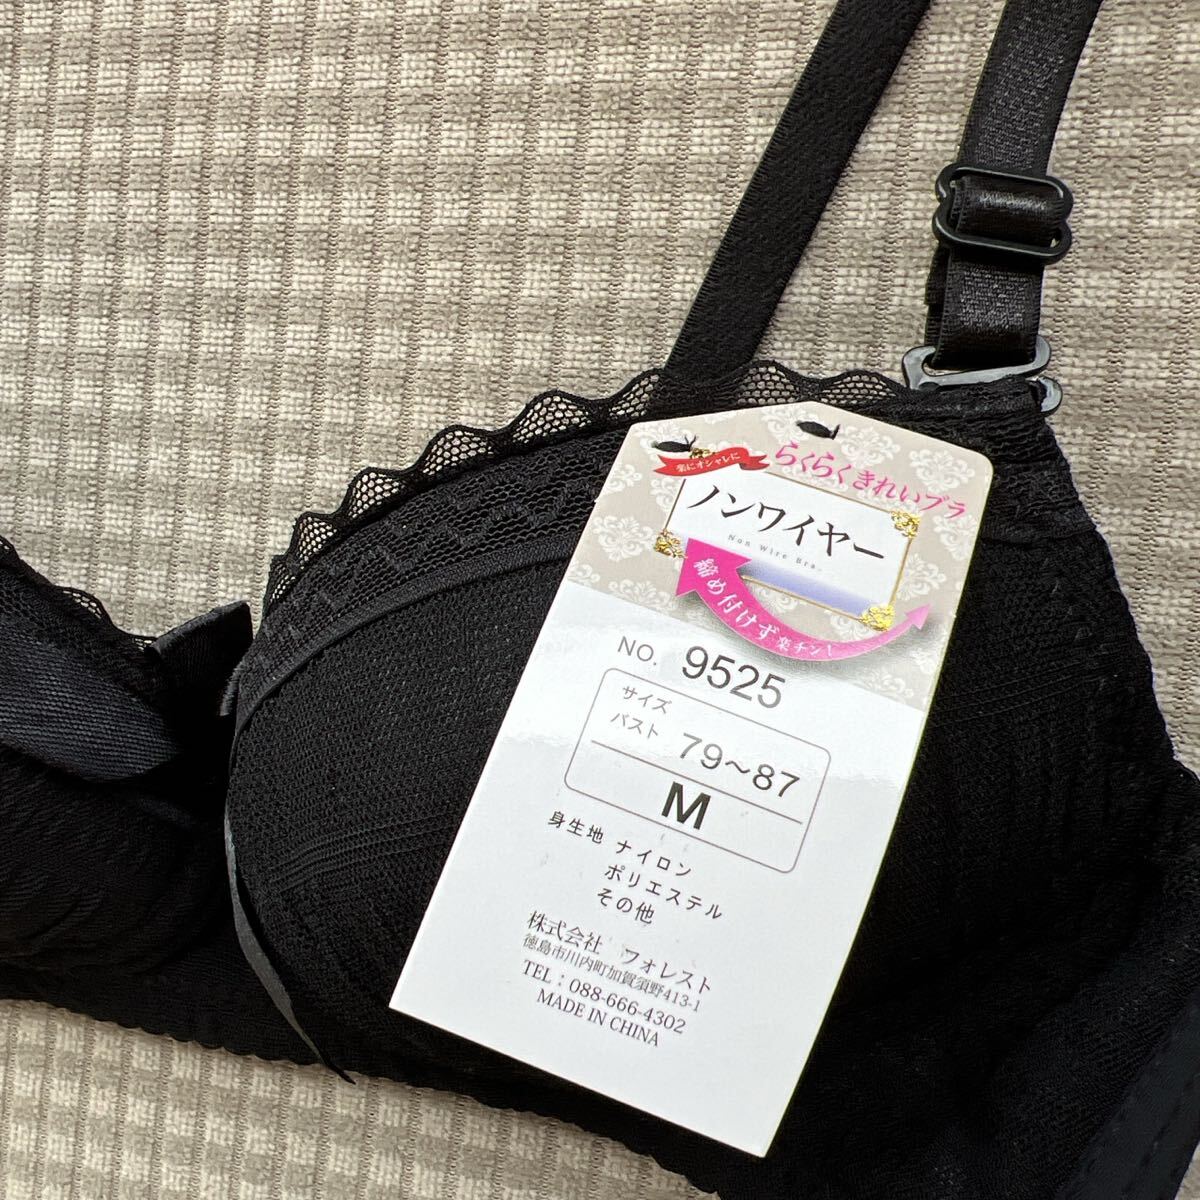 楽にオシャレに
らくらくきれいブラ
ノンワイヤー
Non Wire Bra.
締め付けず楽チン!
NO. 9525
サイズ
バスト 79~87
M
身生地 ナイロン
ポリエステル
その他
株式会社 フォレスト
徳島市川内町加賀須野413-1
TEL:088-666-4302
MADE IN CHINA